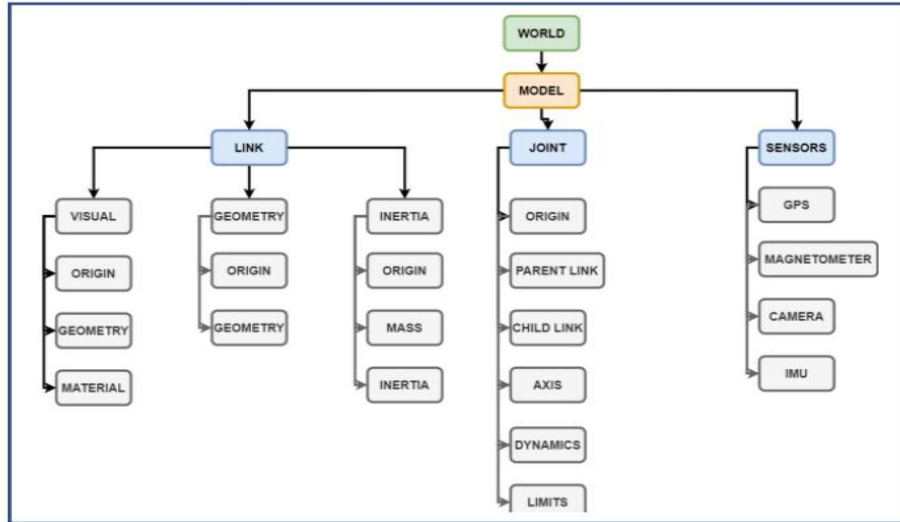 WORLD
MODEL
LINK
JOINT
SENSORS
VISUAL
ORIGIN
GEOMETRY
MATERIAL
GEOMETRY
ORIGIN
GEOMETRY
INERTIA
ORIGIN
MASS
INERTIA
ORIGIN
PARENT LINK
CHILD LINK
AXIS
DYNAMICS
LIMITS
GPS
MAGNETOMETER
CAMERA
IMU